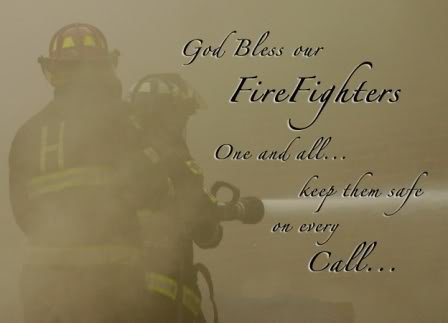 H
God Bless our
FireFighters
One and all...
keep them safe
on every
Call...